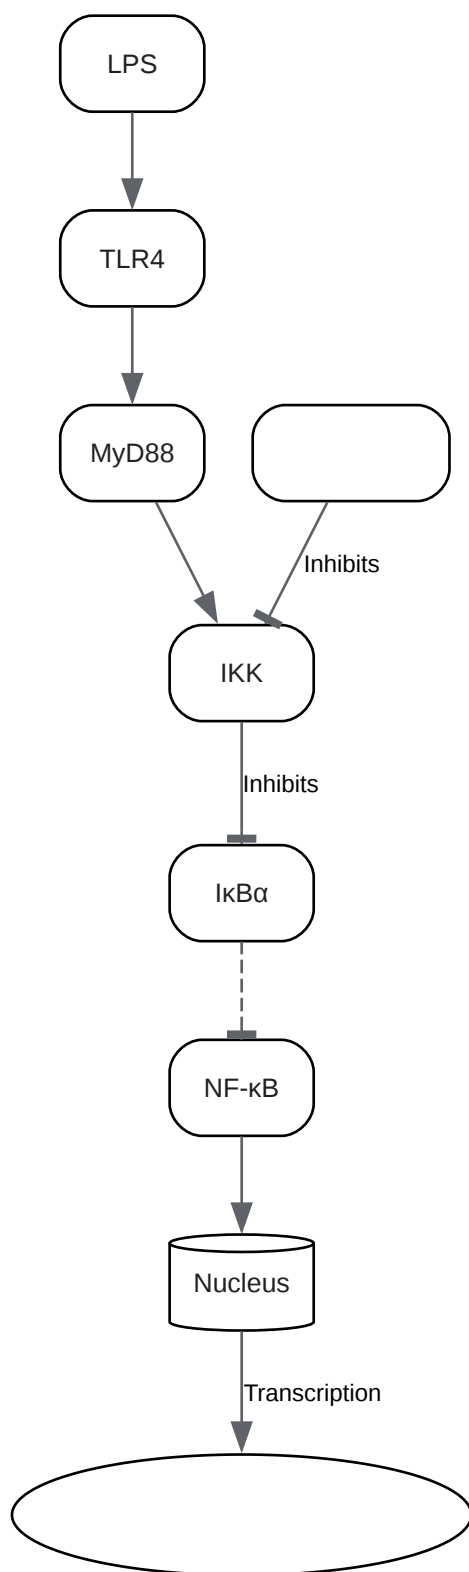 LPS
TLR4
MyD88
Inhibits
IKK
Inhibits
IκBα
NF-κB
Nucleus
Transcription